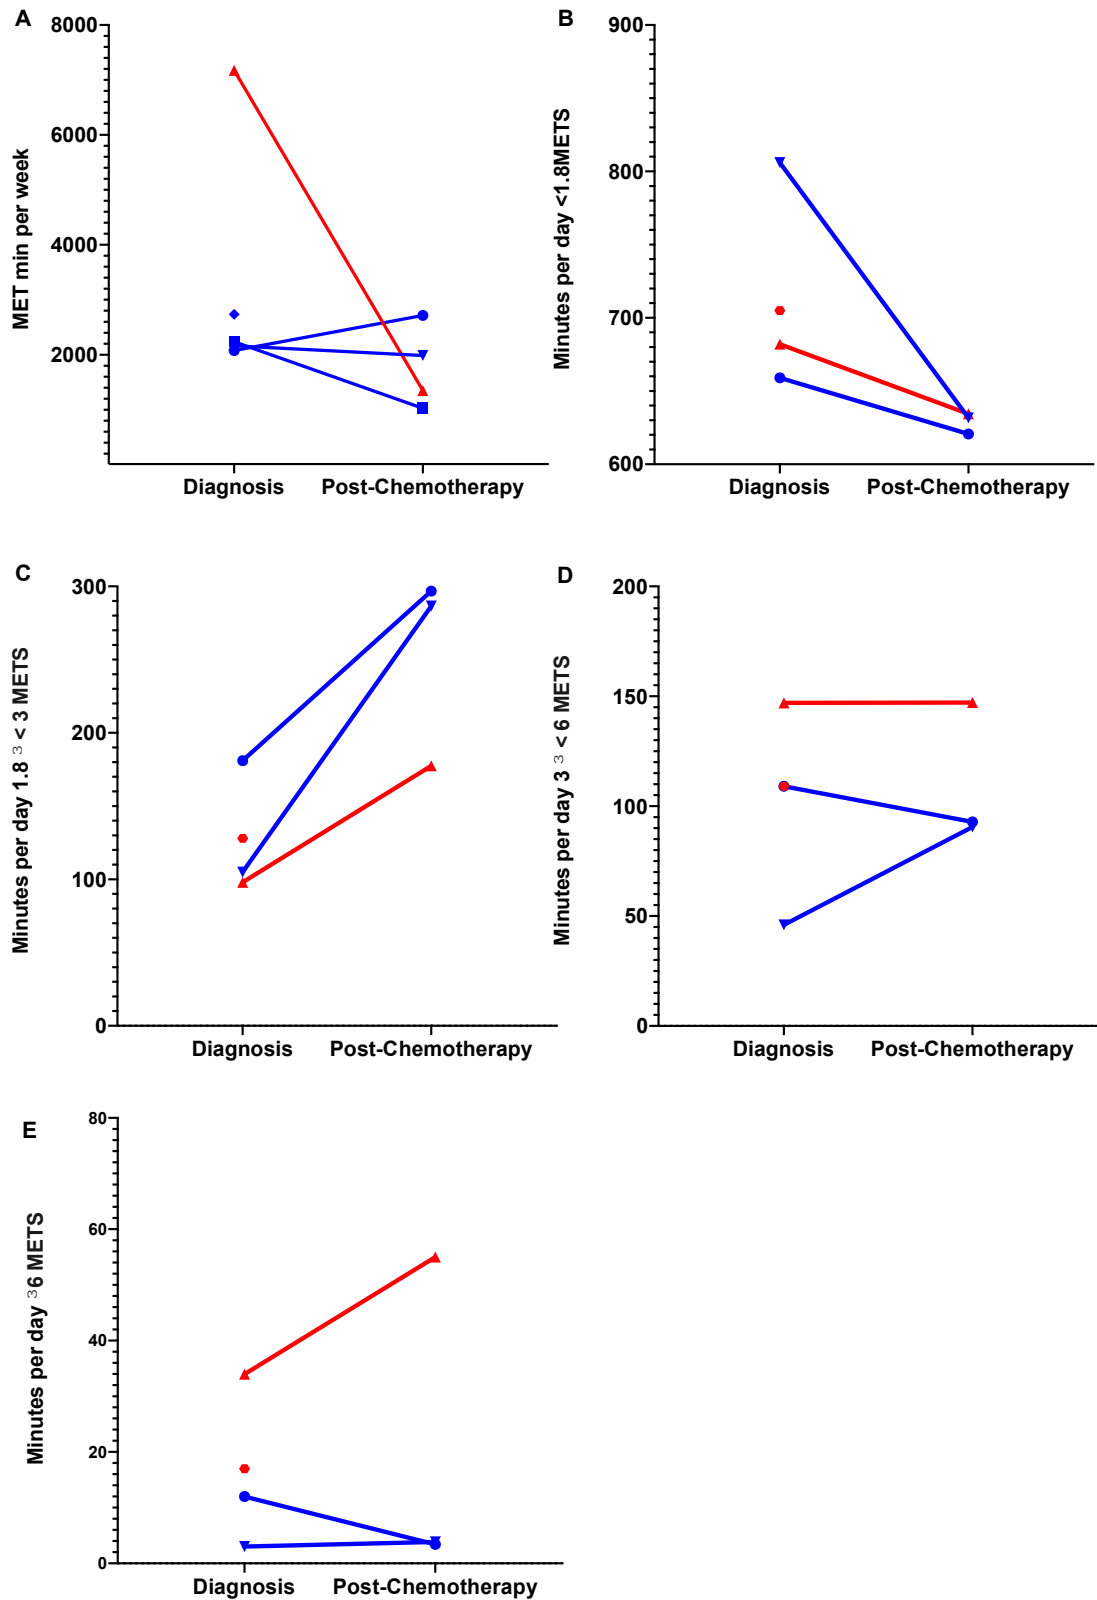 A
8000
6000
4000
2000
MET min per week
Diagnosis Post-Chemotherapy
B
900
800
700
600
Minutes per day <1.8METS
Diagnosis Post-Chemotherapy
C
300
200
100
0
Minutes per day 1.8 ³ < 3 METS
Diagnosis Post-Chemotherapy
D
200
150
100
50
0
Minutes per day 3 ³ < 6 METS
Diagnosis Post-Chemotherapy
E
80
60
40
20
0
Minutes per day ³6 METS
Diagnosis Post-Chemotherapy